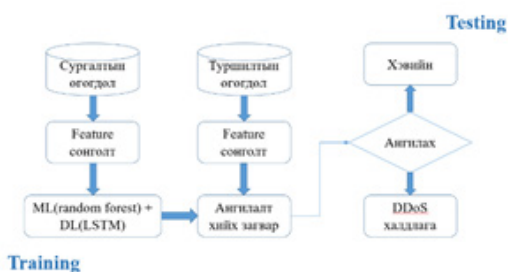 Testing
Сургалтын
өгөгдөл
Туршилтын
өгөгдөл
Хэвийн
Feature
сонголт
Feature
сонголт
Ангилах
ML(random forest) +
DL(LSTM)
Ангилалт
хийх загвар
DDoS
халдлага
Training